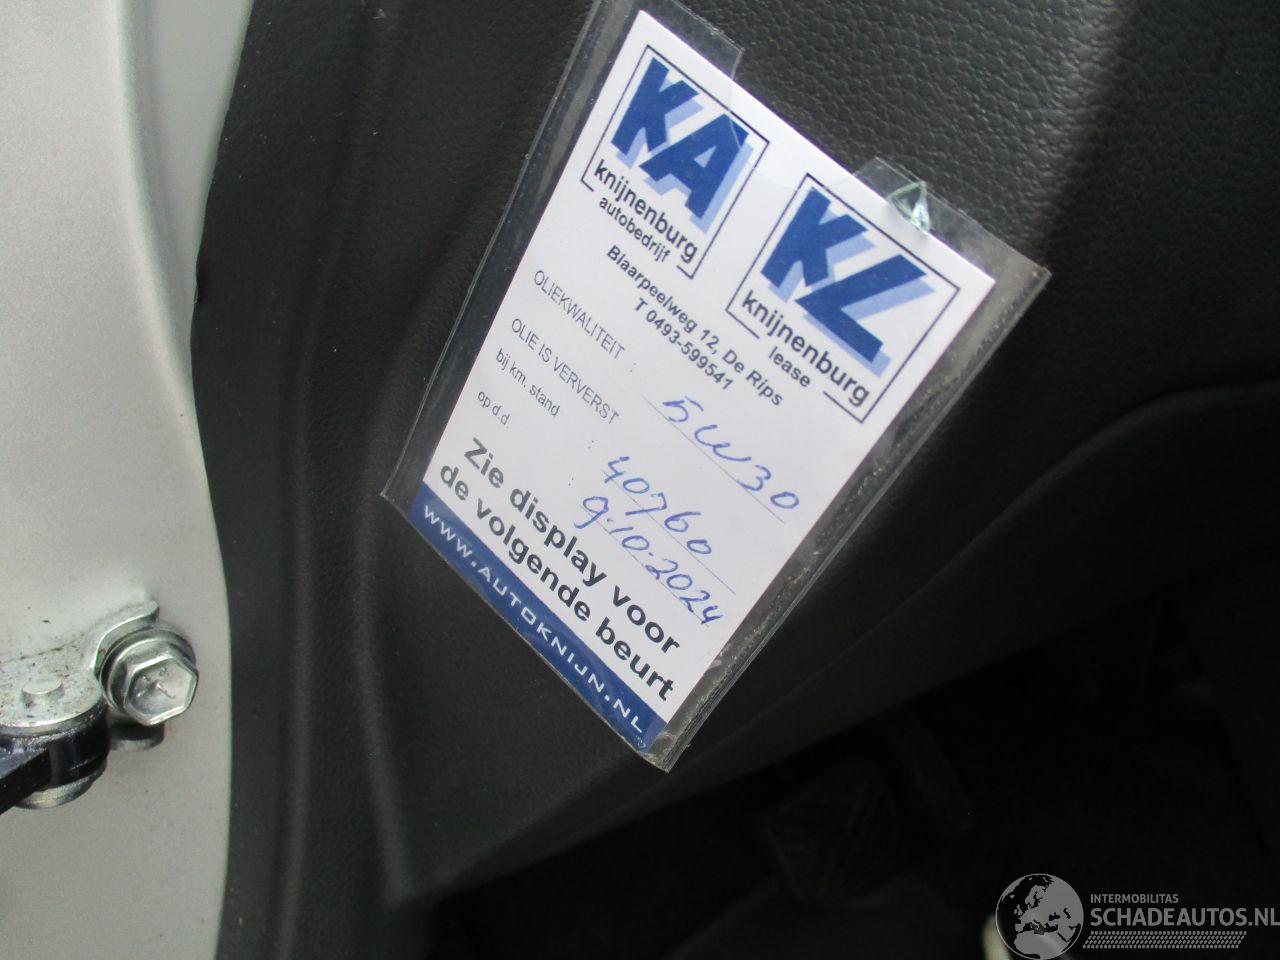 KA
knijnenburg
autobedrijf
KL
knijnenburg
lease
Blaarpeelweg 12, De Rips
T 0493-599541
OLIEKWALITEIT : 5W30
OLIE IS VERVERST
bij km. stand : 40760
op d.d. : 9-10-2024
Zie display voor
de volgende beurt
WWW.AUTOKNIJN.NL
INTERMOBILITAS
SCHADEAUTOS.NL